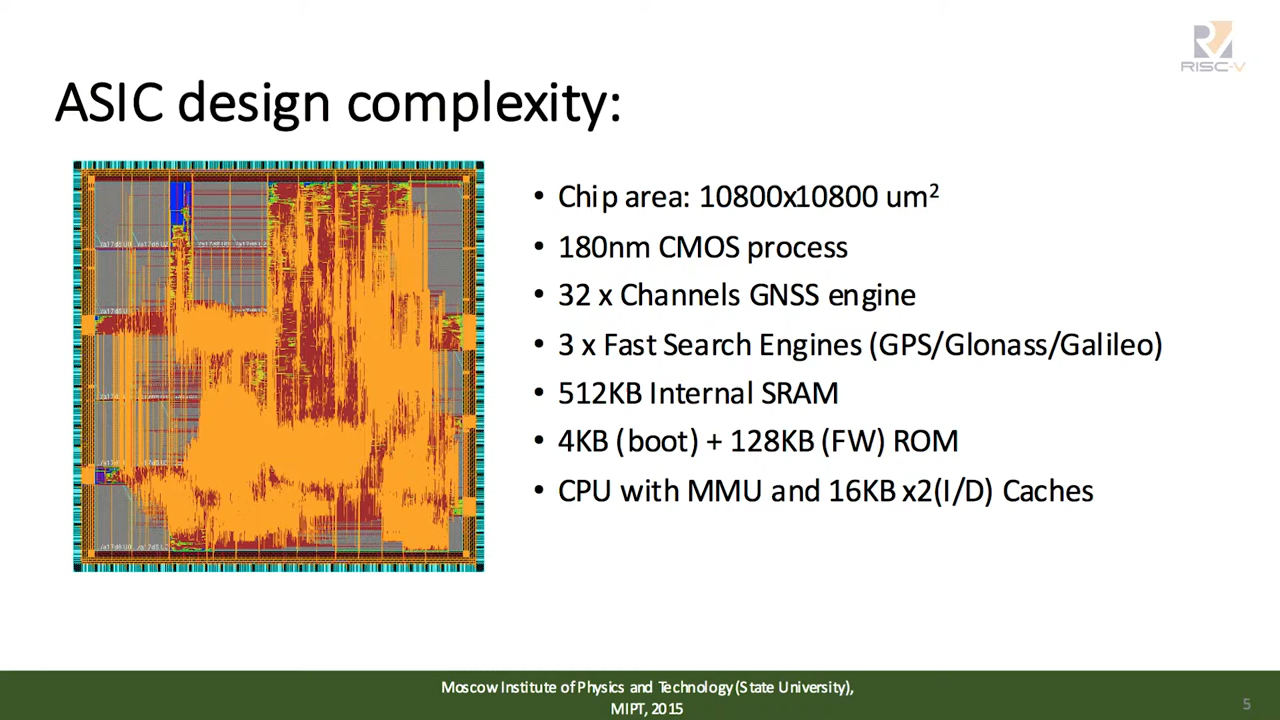 RISC-V
ASIC design complexity:
• Chip area: 10800x10800 um²
• 180nm CMOS process
• 32 x Channels GNSS engine
• 3 x Fast Search Engines (GPS/Glonass/Galileo)
• 512KB Internal SRAM
• 4KB (boot) + 128KB (FW) ROM
• CPU with MMU and 16KB x2(I/D) Caches
Moscow Institute of Physics and Technology (State University),
MIPT, 2015
5